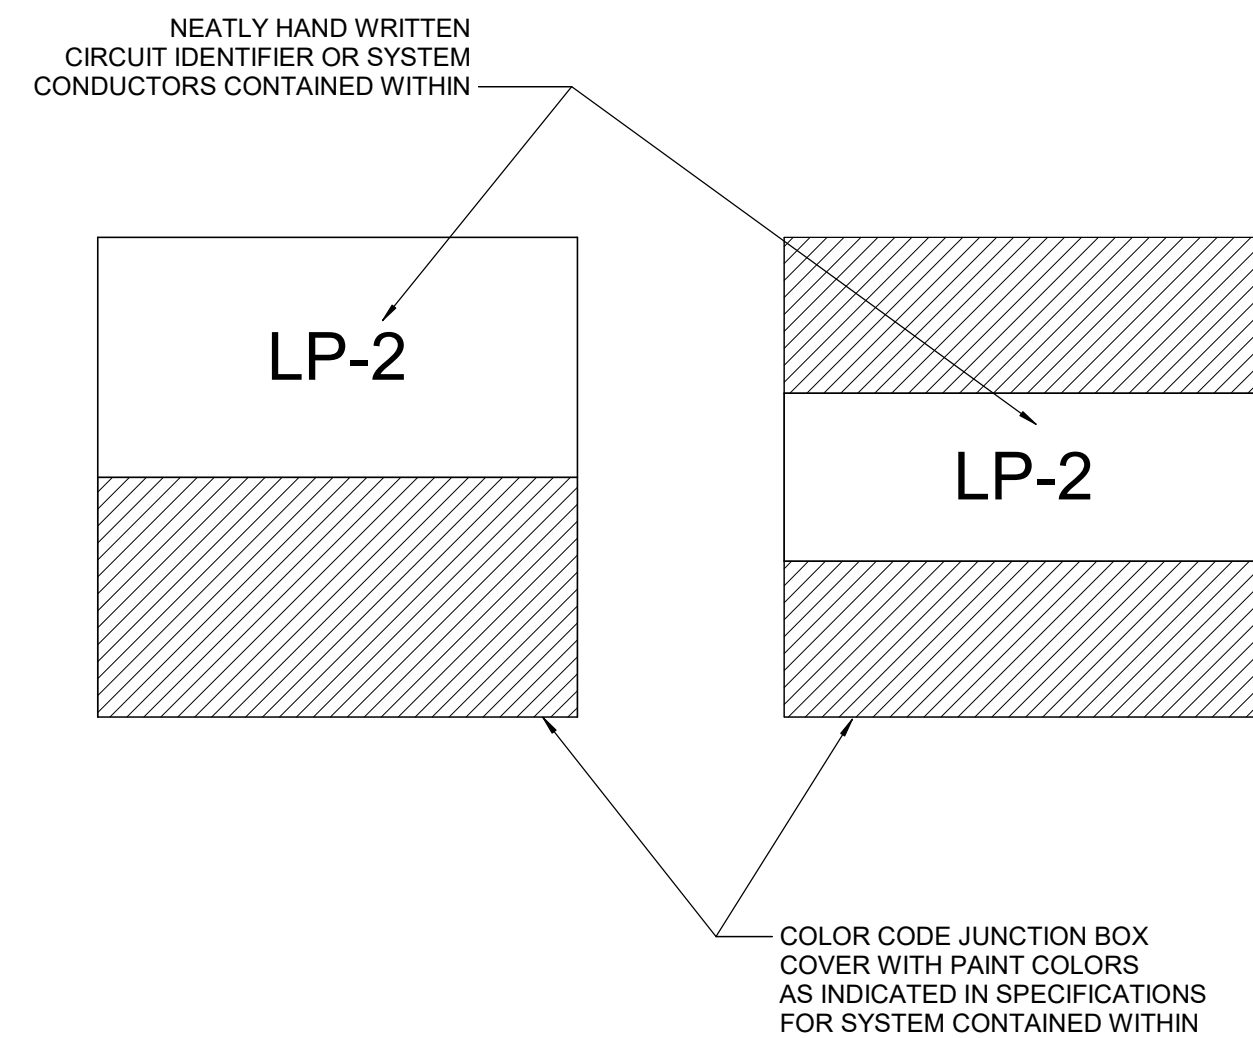 NEATLY HAND WRITTEN
CIRCUIT IDENTIFIER OR SYSTEM
CONDUCTORS CONTAINED WITHIN
LP-2
LP-2
COLOR CODE JUNCTION BOX
COVER WITH PAINT COLORS
AS INDICATED IN SPECIFICATIONS
FOR SYSTEM CONTAINED WITHIN